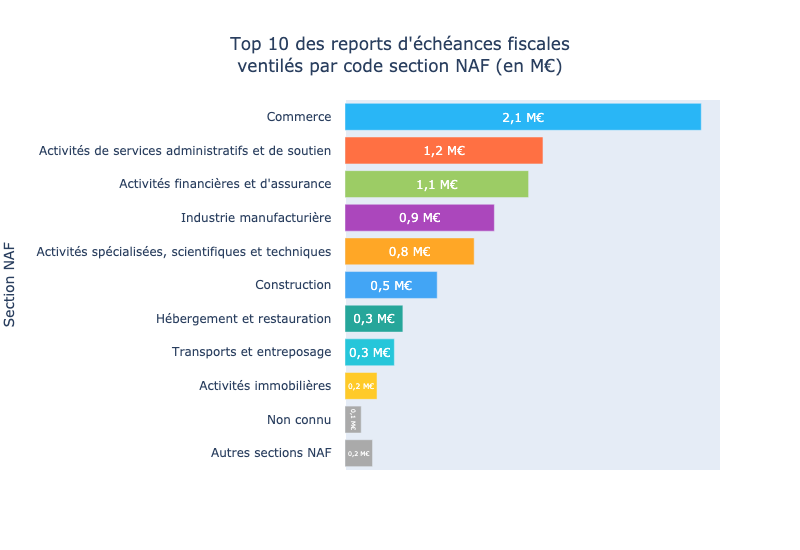 Top 10 des reports d'échéances fiscales
ventilés par code section NAF (en M€)
Section NAF
Commerce 2,1 M€
Activités de services administratifs et de soutien 1,2 M€
Activités financières et d'assurance 1,1 M€
Industrie manufacturière 0,9 M€
Activités spécialisées, scientifiques et techniques 0,8 M€
Construction 0,5 M€
Hébergement et restauration 0,3 M€
Transports et entreposage 0,3 M€
Activités immobilières 0,2 M€
Non connu 0,1 M€
Autres sections NAF 0,2 M€